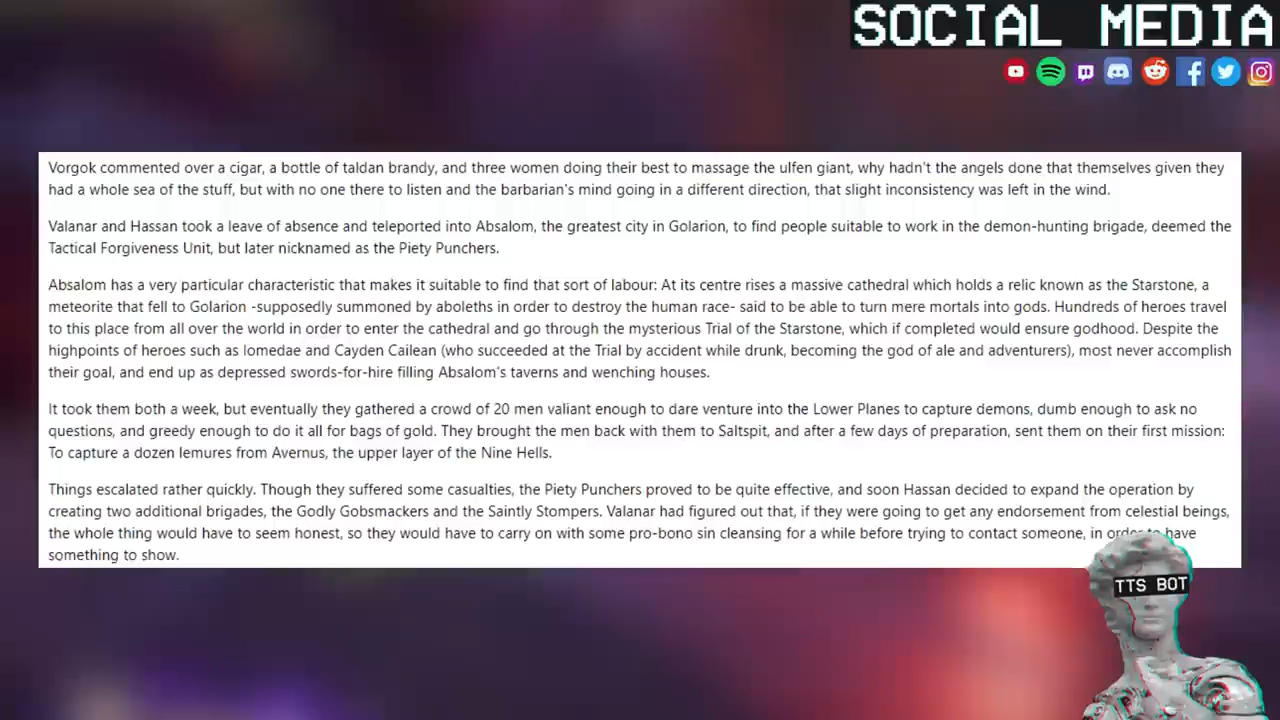 SOCIAL MEDIA
Vorgok commented over a cigar, a bottle of taldan brandy, and three women doing their best to massage the ulfen giant, why hadn't the angels done that themselves given they
had a whole sea of the stuff, but with no one there to listen and the barbarian's mind going in a different direction, that slight inconsistency was left in the wind.
Valanar and Hassan took a leave of absence and teleported into Absalom, the greatest city in Golarion, to find people suitable to work in the demon-hunting brigade, deemed the
Tactical Forgiveness Unit, but later nicknamed as the Piety Punchers.
Absalom has a very particular characteristic that makes it suitable to find that sort of labour: At its centre rises a massive cathedral which holds a relic known as the Starstone, a
meteorite that fell to Golarion -supposedly summoned by aboleths in order to destroy the human race- said to be able to turn mere mortals into gods. Hundreds of heroes travel
to this place from all over the world in order to enter the cathedral and go through the mysterious Trial of the Starstone, which if completed would ensure godhood. Despite the
highpoints of heroes such as Iomedae and Cayden Cailean (who succeeded at the Trial by accident while drunk, becoming the god of ale and adventurers), most never accomplish
their goal, and end up as depressed swords-for-hire filling Absalom's taverns and wenching houses.
It took them both a week, but eventually they gathered a crowd of 20 men valiant enough to dare venture into the Lower Planes to capture demons, dumb enough to ask no
questions, and greedy enough to do it all for bags of gold. They brought the men back with them to Saltspit, and after a few days of preparation, sent them on their first mission:
To capture a dozen lemures from Avernus, the upper layer of the Nine Hells.
Things escalated rather quickly. Though they suffered some casualties, the Piety Punchers proved to be quite effective, and soon Hassan decided to expand the operation by
creating two additional brigades, the Godly Gobsmackers and the Saintly Stompers. Valanar had figured out that, if they were going to get any endorsement from celestial beings,
the whole thing would have to seem honest, so they would have to carry on with some pro-bono sin cleansing for a while before trying to contact someone, in order to have
something to show.
TTS BOT